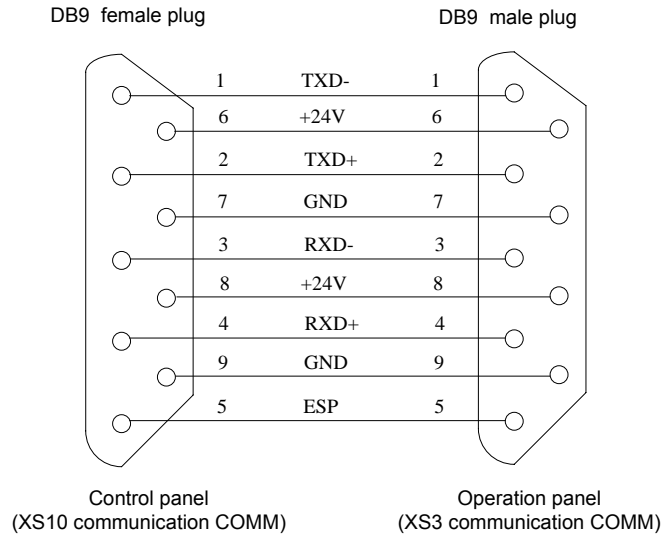 DB9 female plug
DB9 male plug
1 TXD- 1
6 +24V 6
2 TXD+ 2
7 GND 7
3 RXD- 3
8 +24V 8
4 RXD+ 4
9 GND 9
5 ESP 5
Control panel
(XS10 communication COMM)
Operation panel
(XS3 communication COMM)